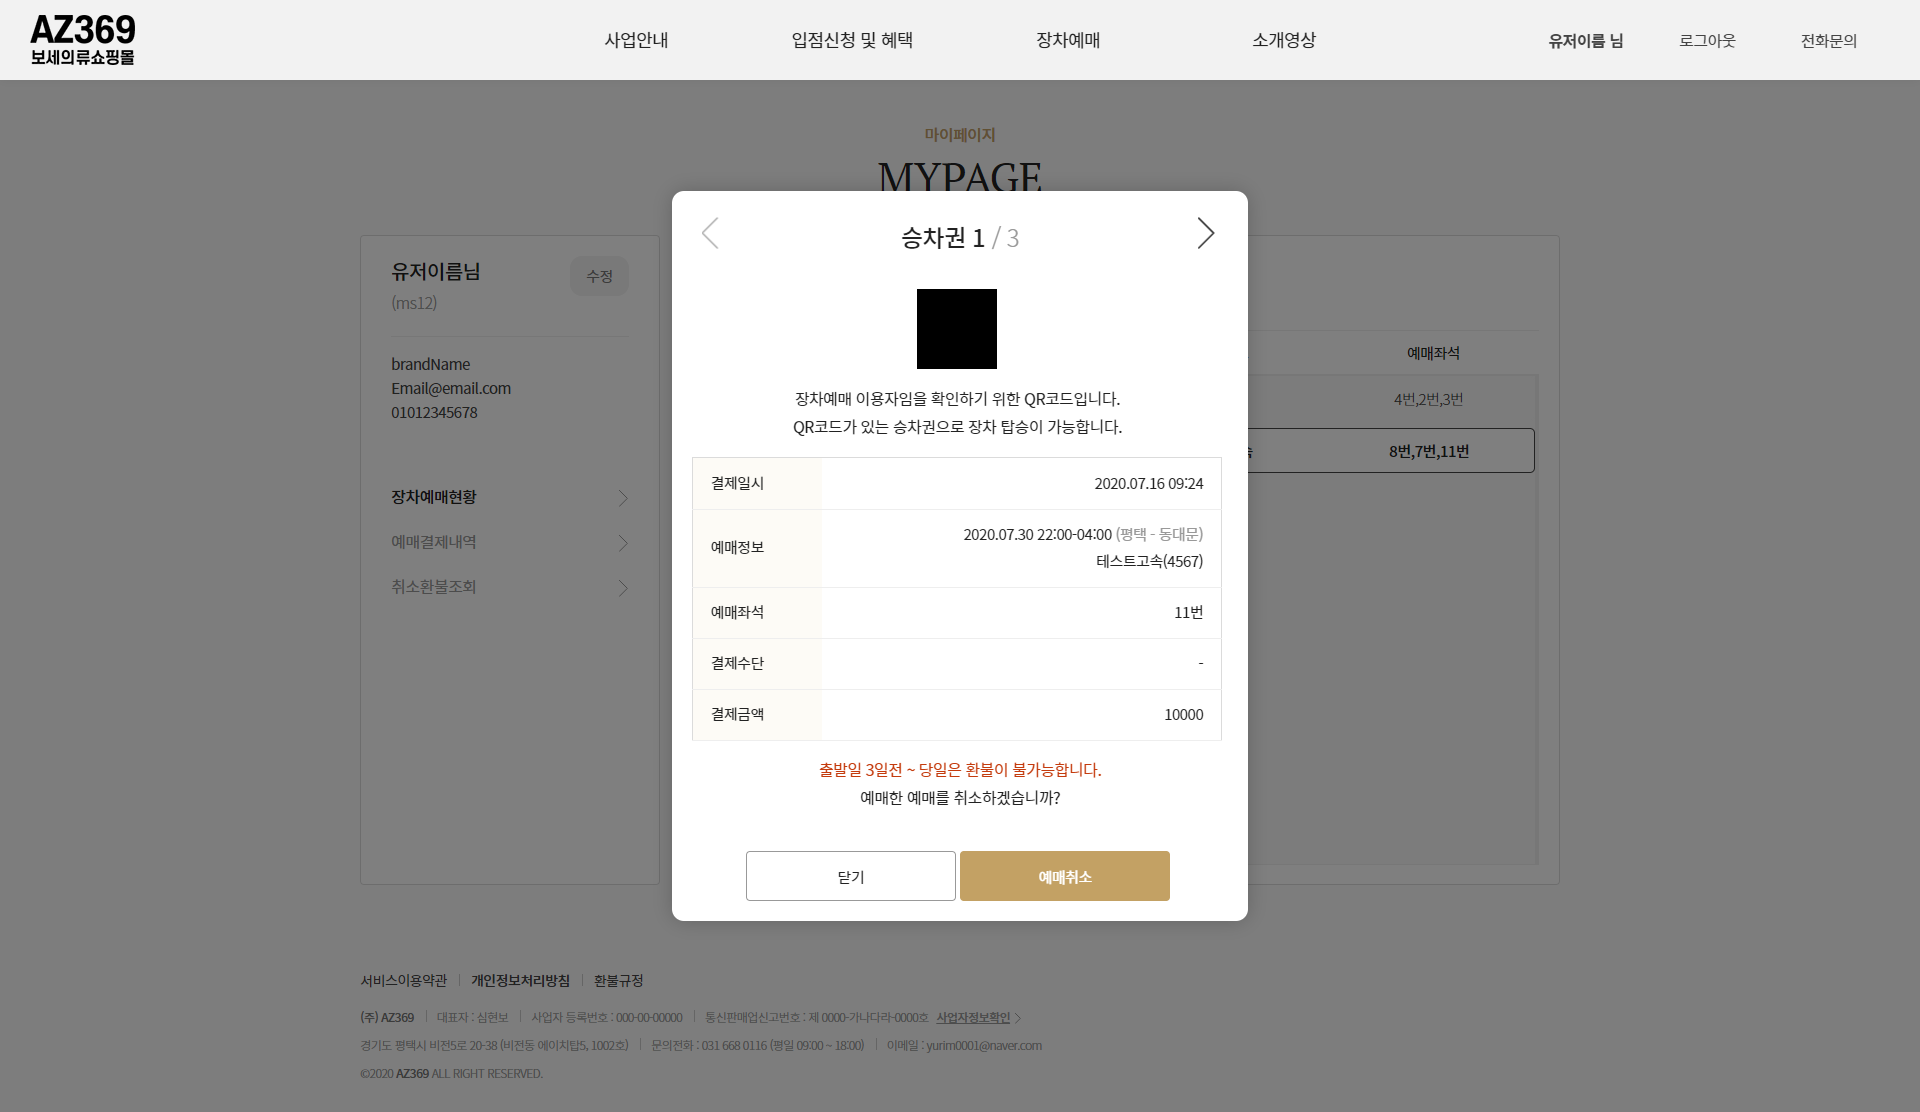 AZ369
보세의류쇼핑몰
사업안내
입점신청 및 혜택
장차예매
소개영상
유저이름 님
로그아웃
전화문의
마이페이지
MYPAGE
유저이름님
(ms12)
수정
brandName
Email@email.com
01012345678
장차예매현황
예매결제내역
취소환불조회
예매좌석
4번,2번,3번
8번,7번,11번
승차권 1 / 3
장차예매 이용자임을 확인하기 위한 QR코드입니다.
QR코드가 있는 승차권으로 장차 탑승이 가능합니다.
결제일시 2020.07.16 09:24
예매정보 2020.07.30 22:00-04:00 (평택 - 동대문)
테스트고속(4567)
예매좌석 11번
결제수단 -
결제금액 10000
출발일 3일전 ~ 당일은 환불이 불가능합니다.
예매한 예매를 취소하겠습니까?
닫기
예매취소
서비스이용약관 개인정보처리방침 환불규정
(주) AZ369 대표자 : 심현보 사업자 등록번호 : 000-00-00000 통신판매업신고번호 : 제 0000-가나다라-0000호 사업자정보확인
경기도 평택시 비전5로 20-38 (비전동 에이치탑5, 1002호) 문의전화 : 031 668 0116 (평일 09:00 ~ 18:00) 이메일 : yurim0001@naver.com
©2020 AZ369 ALL RIGHT RESERVED.